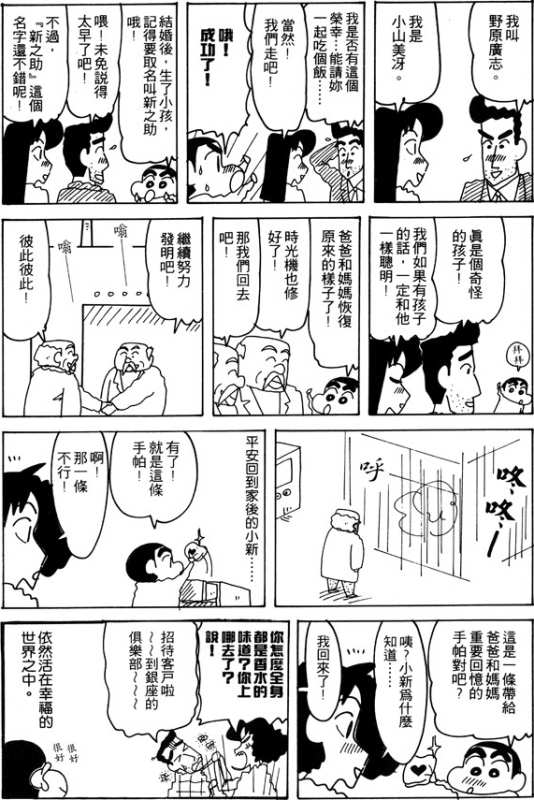 我叫
野原廣志。
我是
小山美冴。
我是否有這個
榮幸…能請妳
一起吃個飯……
當然！
我們走吧！
哦！
成功了！
結婚後，生了小孩，
記得要取名叫新之助
哦！
喂！未免説得
太早了吧！
不過，
『新之助』這個
名字還不錯呢！
拜拜
真是個奇怪
的孩子！
我們如果有孩子
的話，一定和他
一樣聰明！
爸爸和媽媽恢復
原來的樣子了！
時光機也修
好了！
那我們回去
吧！
繼續努力
發明吧！
嗡
嗡
彼此彼此！
咚、
咚！
呼
平安回到家後的小新……
有了！
就是這條
手帕！
啊！
那一條
不行！
這是一條帶給
爸爸和媽媽
重要回憶的
手帕對吧？
咦？小新爲什麼
知道……
我回來了！
你怎麼全身
都是香水的
味道？你上
哪去了？
說！
招待客戸啦
～～到銀座的
俱樂部～～～
很好
很好
依然活在幸福的
世界之中。